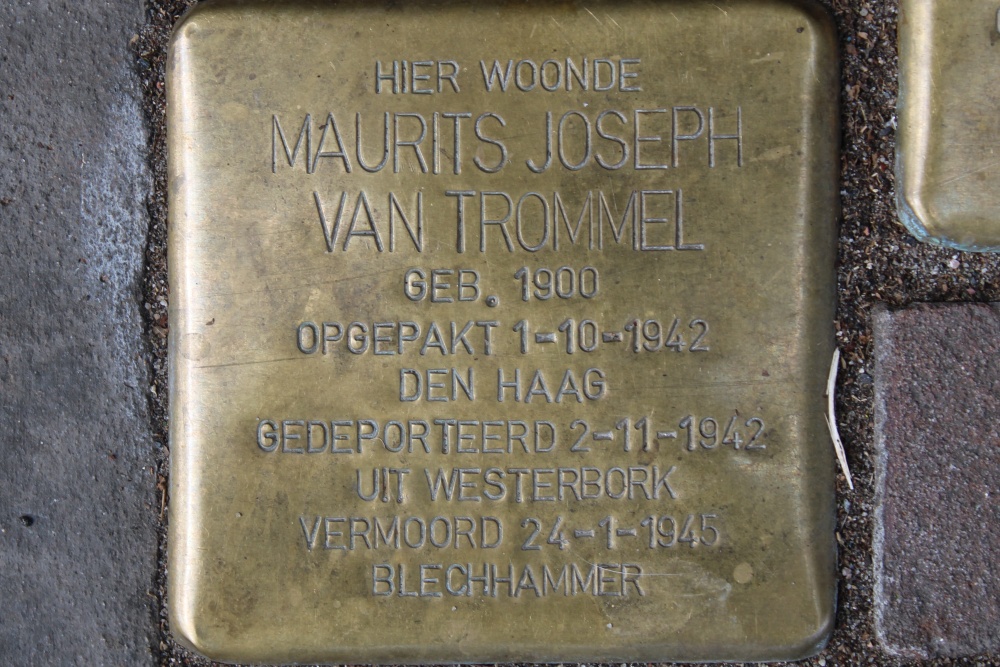 HIER WOONDE
MAURITS JOSEPH
VAN TROMMEL
GEB. 1900
OPGEPAKT 1-10-1942
DEN HAAG
GEDEPORTEERD 2-11-1942
UIT WESTERBORK
VERMOORD 24-1-1945
BLECHHAMMER